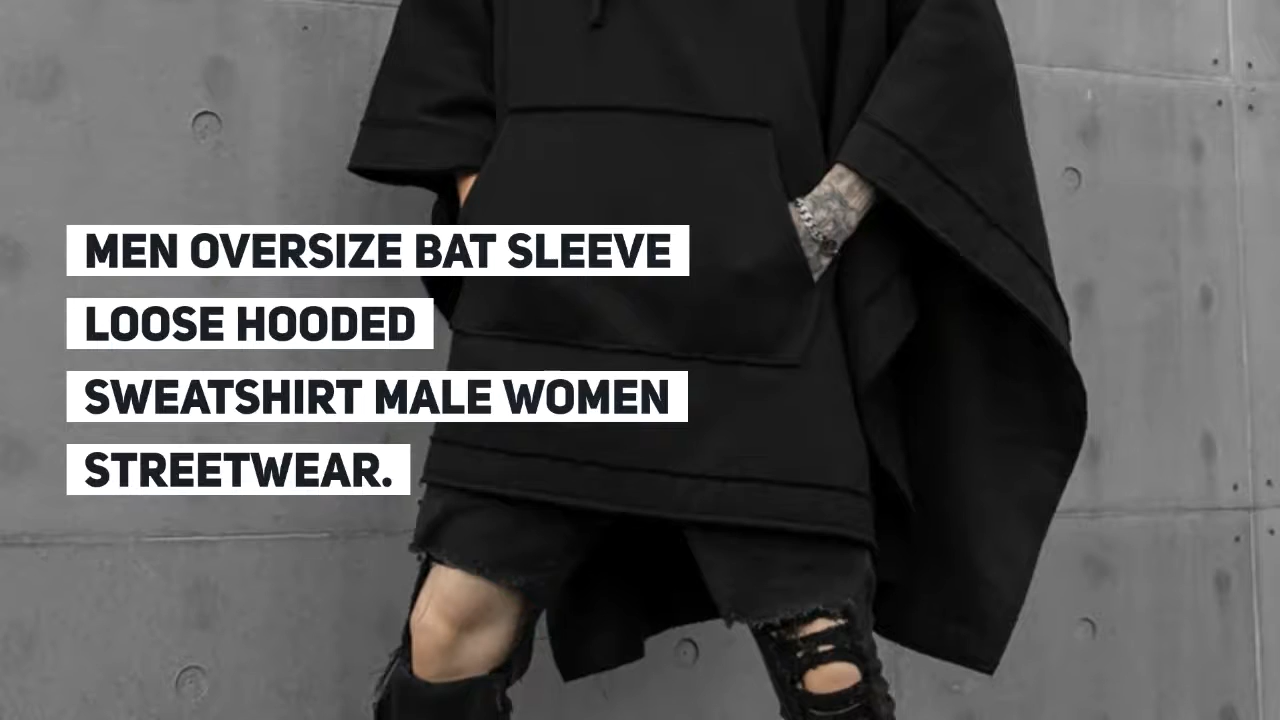 MEN OVERSIZE BAT SLEEVE
LOOSE HOODED
SWEATSHIRT MALE WOMEN
STREETWEAR.